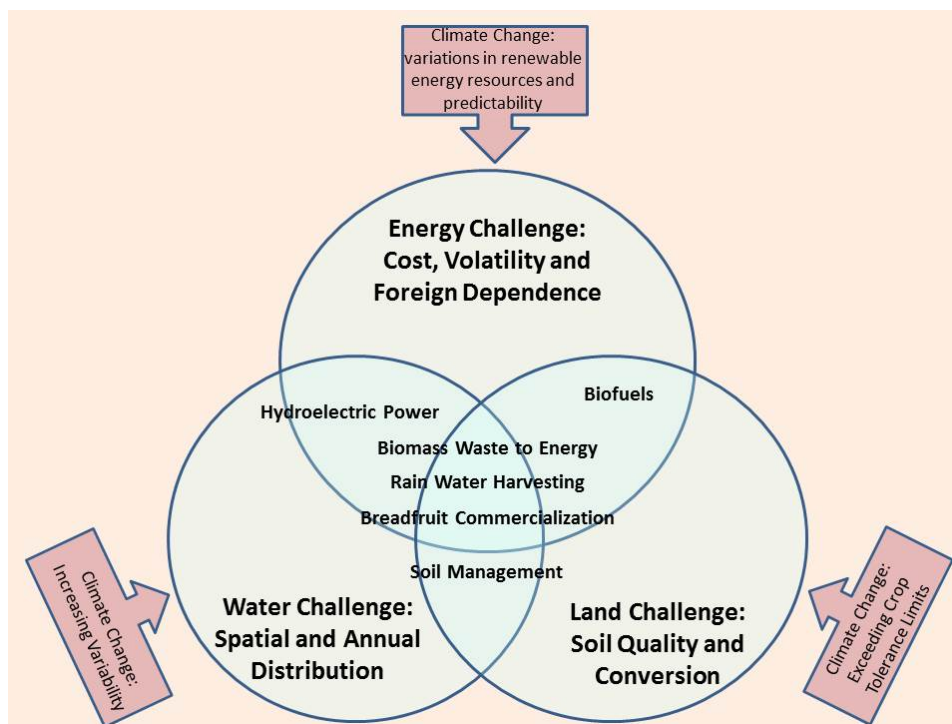 Climate Change:
variations in renewable
energy resources and
predictability
Energy Challenge:
Cost, Volatility and
Foreign Dependence
Hydroelectric Power
Biofuels
Biomass Waste to Energy
Rain Water Harvesting
Breadfruit Commercialization
Soil Management
Water Challenge:
Spatial and Annual
Distribution
Land Challenge:
Soil Quality and
Conversion
Climate Change:
Increasing Variability
Climate Change:
Exceeding Crop
Tolerance Limits